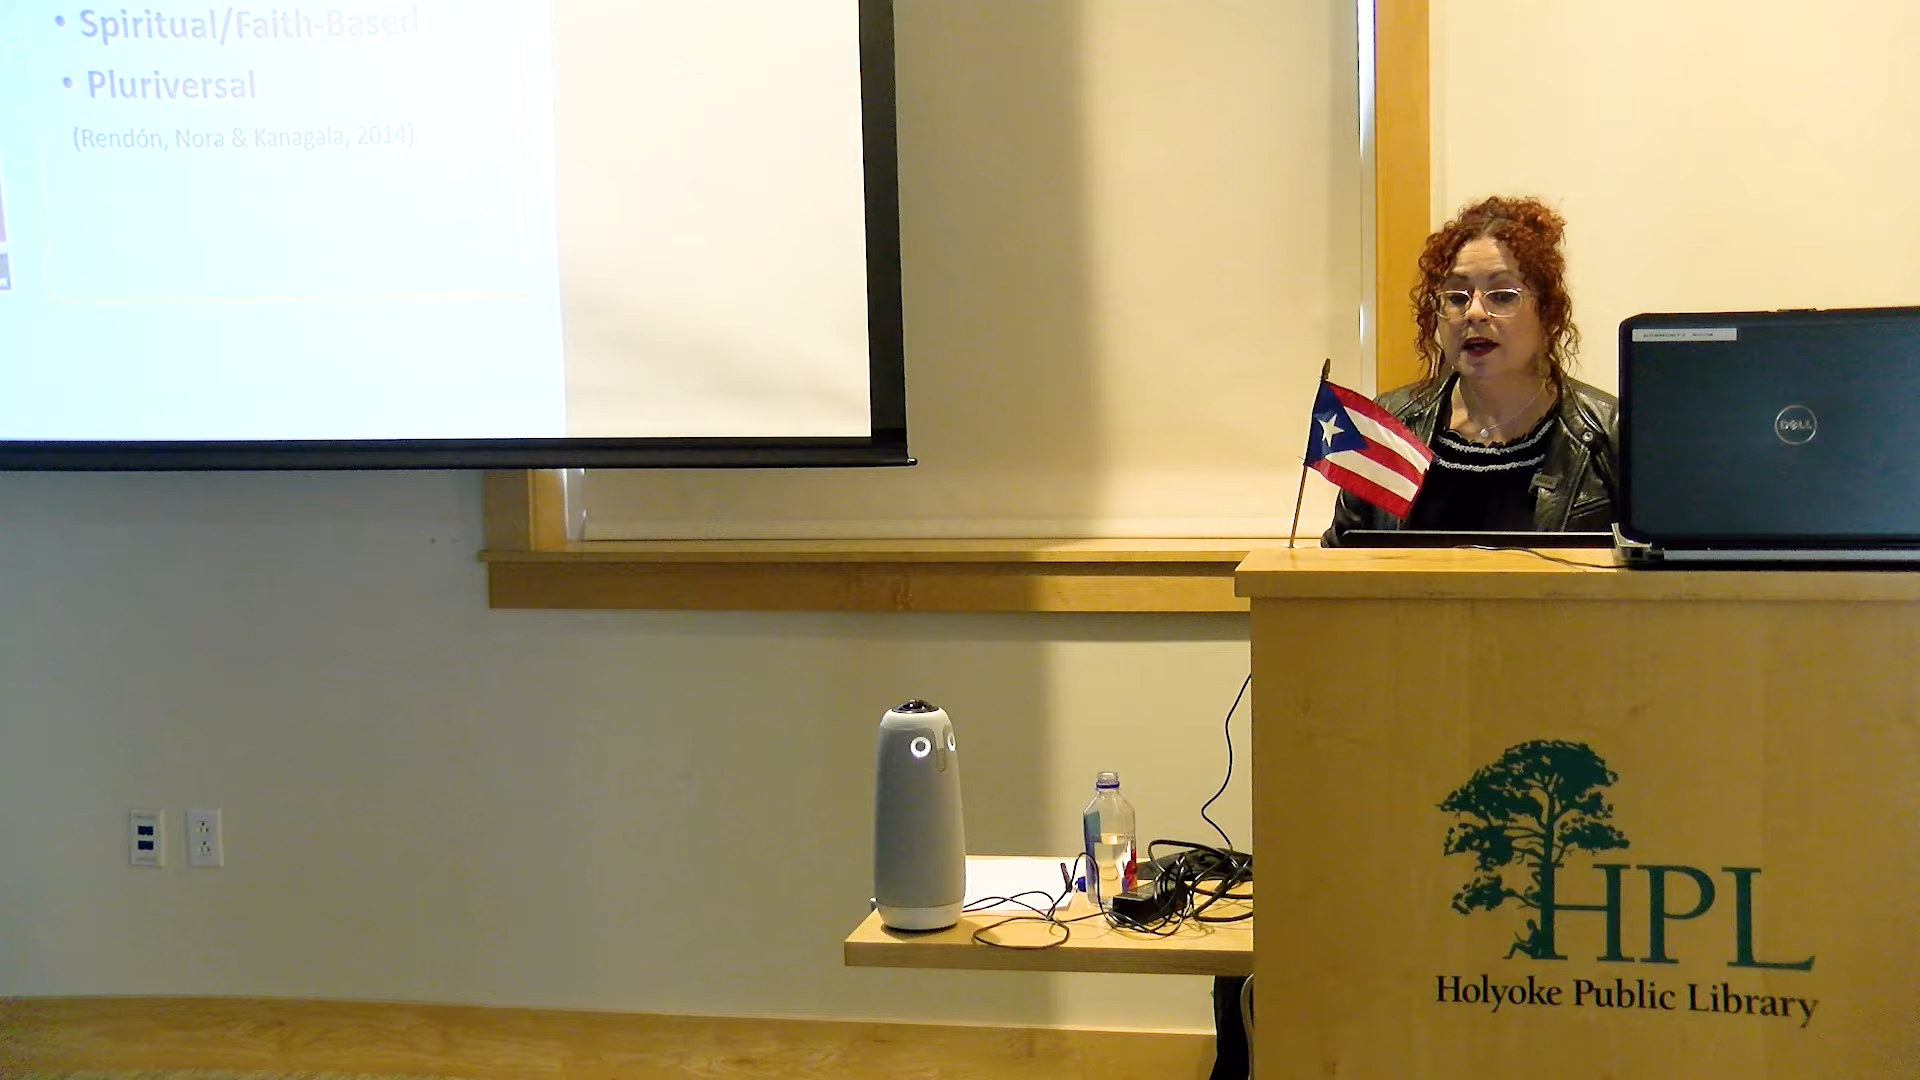 • Spiritual/Faith-Based
• Pluriversal
(Rendón, Nora & Kanagala, 2014)
DELL
HPL
Holyoke Public Library